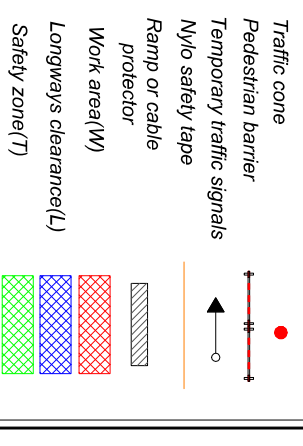 Traffic cone
Pedestrian barrier
Temporary traffic signals
Nylo safety tape
Ramp or cable
protector
Work area(W)
Longways clearance(L)
Safety zone(T)